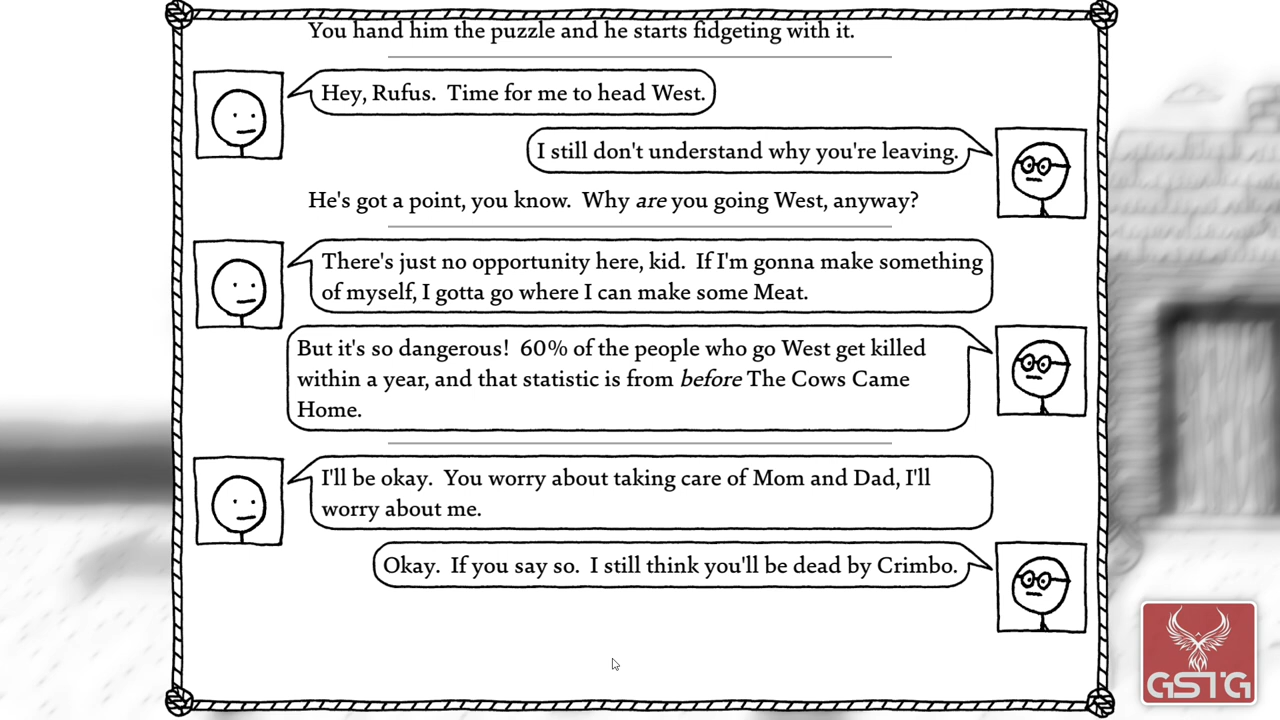 You hand him the puzzle and he starts fidgeting with it.
Hey, Rufus.  Time for me to head West.
I still don't understand why you're leaving.
He's got a point, you know.  Why are you going West, anyway?
There's just no opportunity here, kid.  If I'm gonna make something
of myself, I gotta go where I can make some Meat.
But it's so dangerous!  60% of the people who go West get killed
within a year, and that statistic is from before The Cows Came
Home.
I'll be okay.  You worry about taking care of Mom and Dad, I'll
worry about me.
Okay.  If you say so.  I still think you'll be dead by Crimbo.
GSTG